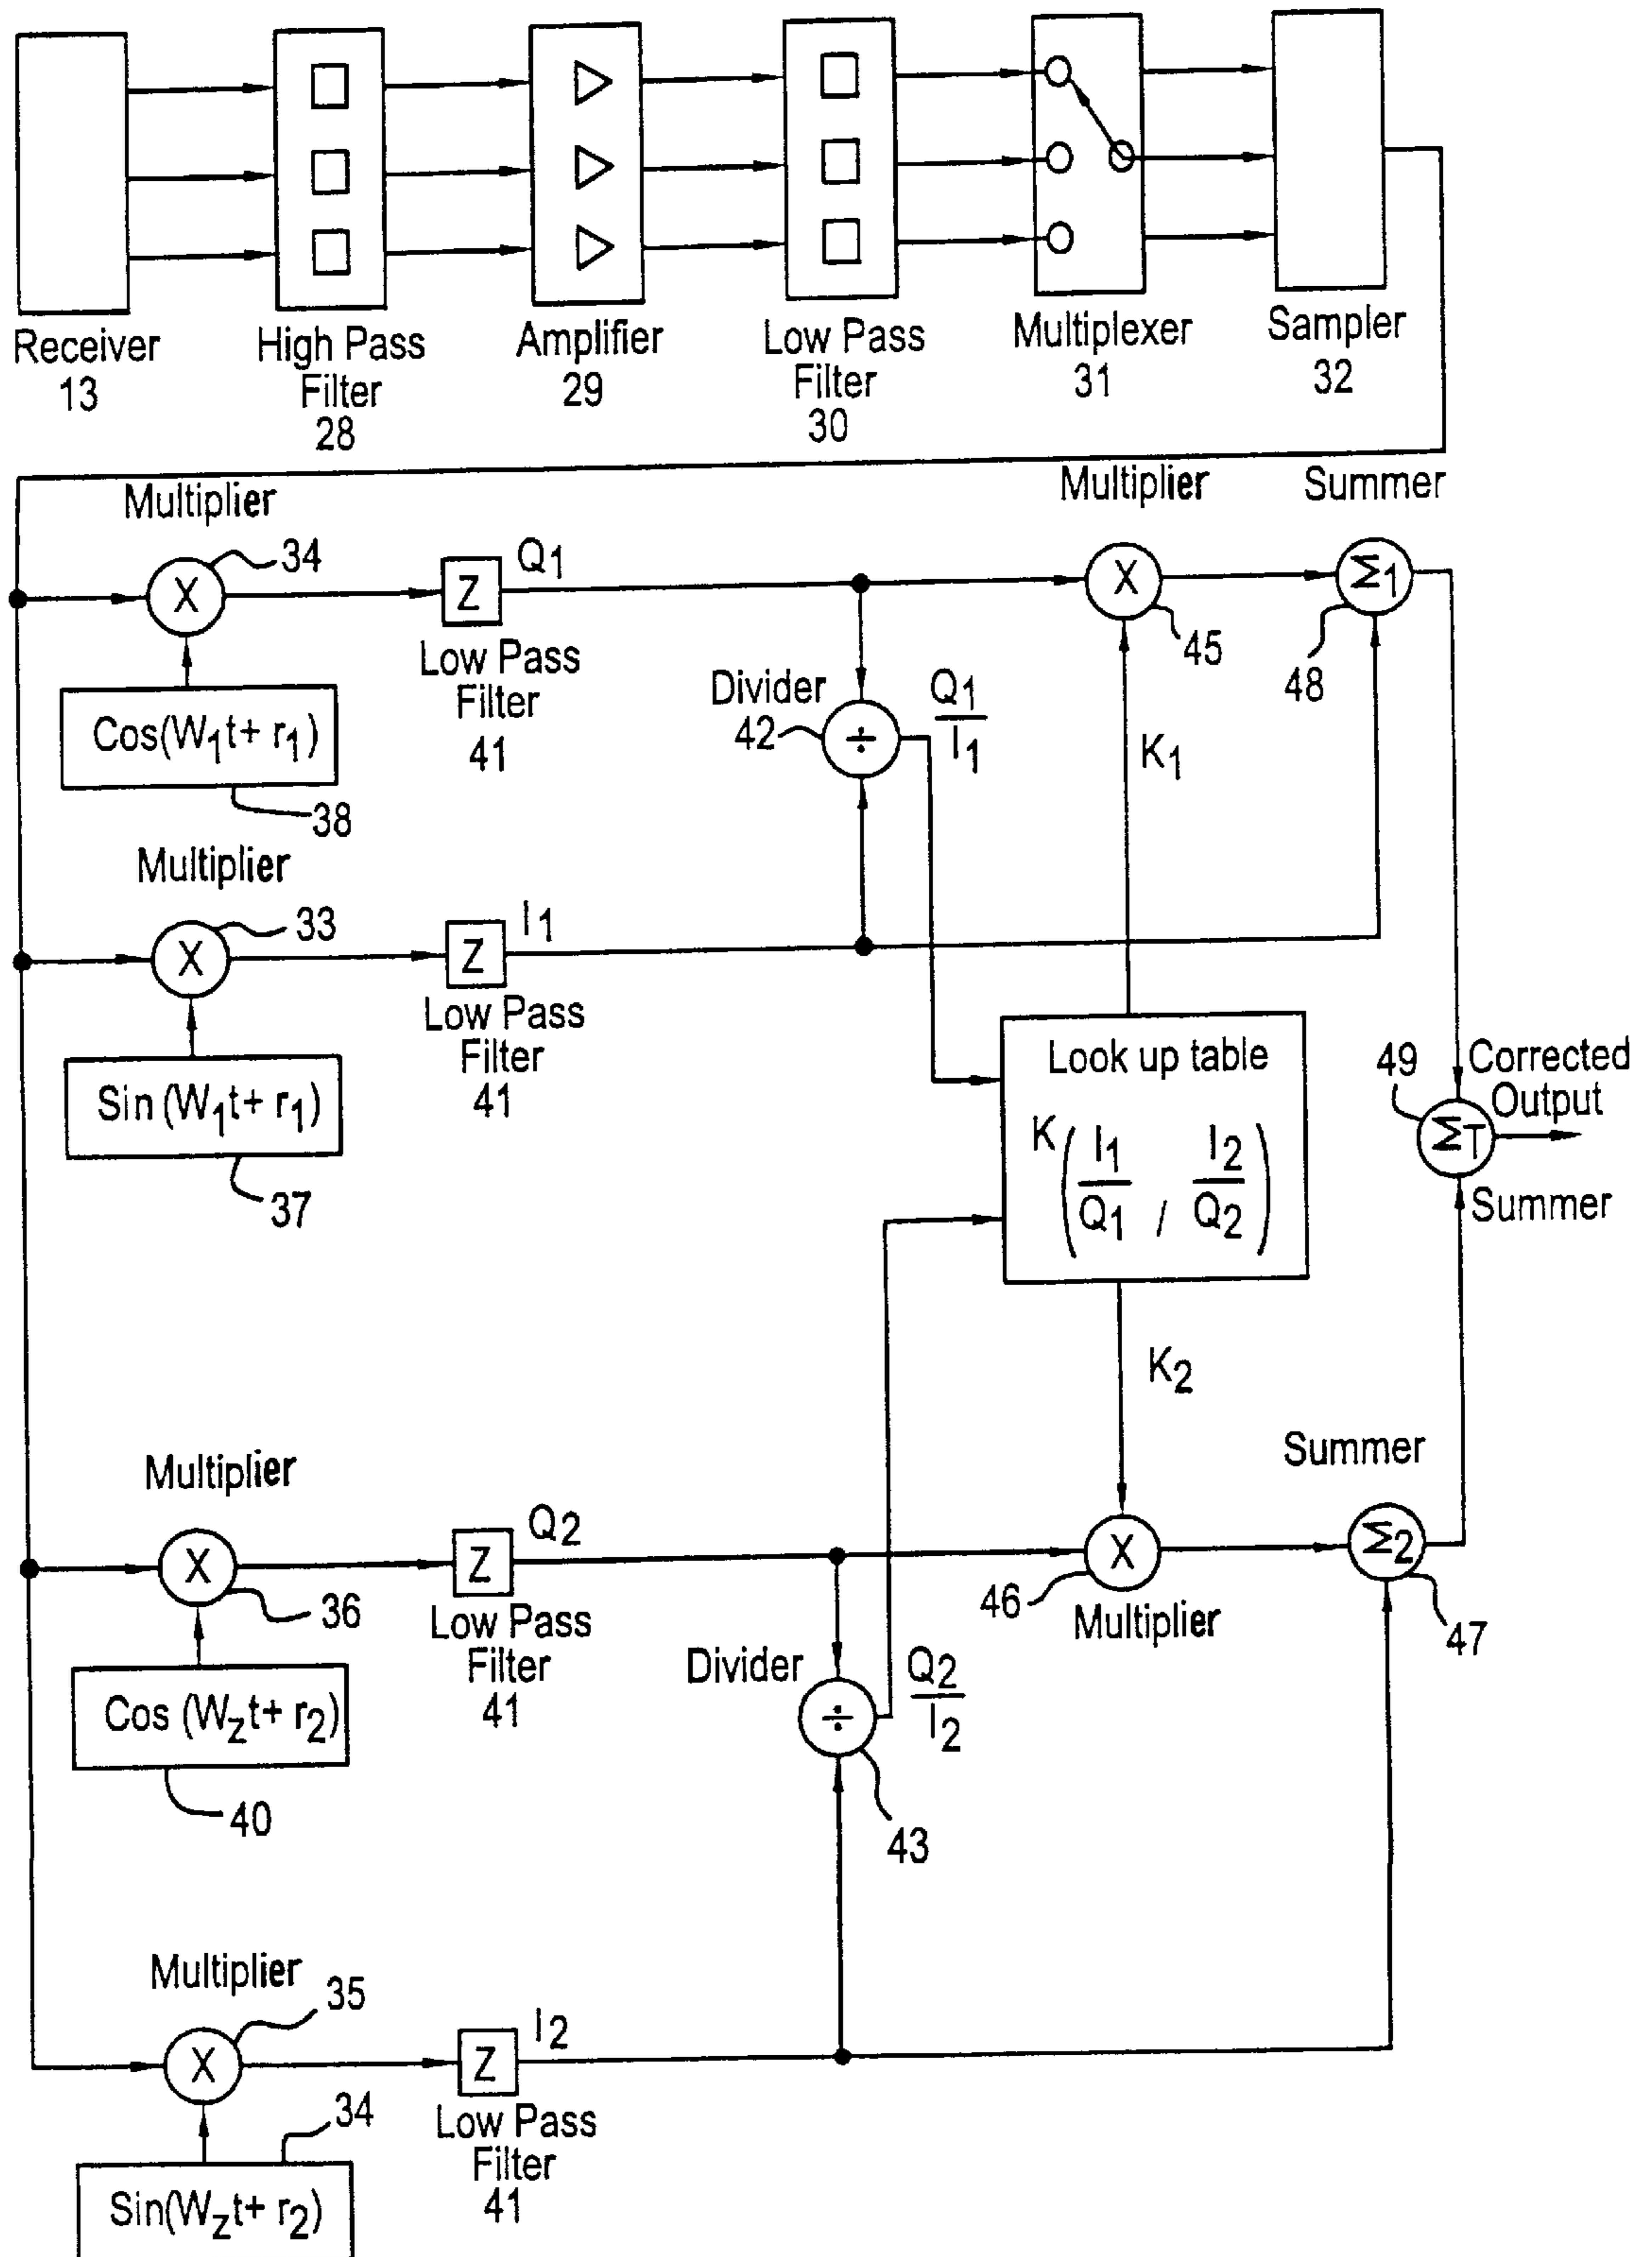 Receiver
13
High Pass
Filter
28
Amplifier
29
Low Pass
Filter
30
Multiplexer
31
Sampler
32
Multiplier
34
X
Cos(W1t+ r1)
38
Z
Q1
Low Pass
Filter
41
Divider
42
÷
Q1
I1
Multiplier
X
45
K1
Summer
Σ1
48
Multiplier
33
X
Sin (W1t+ r1)
37
Z
I1
Low Pass
Filter
41
Look up table
K ( I1 / I2 )
Q1 Q2
49
ΣT
Corrected
Output
Summer
K2
Multiplier
X
36
Cos (Wzt+ r2)
40
Z
Q2
Low Pass
Filter
41
Divider
÷
43
Q2
I2
X
46
Multiplier
Summer
Σ2
47
Multiplier
35
X
34
Sin(Wzt+ r2)
Z
I2
Low Pass
Filter
41